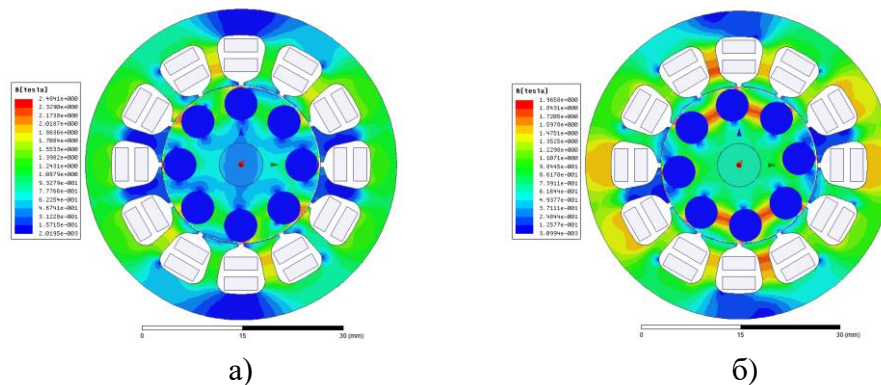 B[tesla]
2.4841e+000
2.3290e+000
2.1738e+000
2.0187e+000
1.8636e+000
1.7084e+000
1.5533e+000
1.3982e+000
1.2431e+000
1.0879e+000
9.3279e-001
7.7766e-001
6.2254e-001
4.6741e-001
3.1228e-001
1.5715e-001
2.0195e-003
0 15 30 (mm)
а)
B[tesla]
1.9658e+000
1.8431e+000
1.7205e+000
1.5978e+000
1.4751e+000
1.3525e+000
1.2298e+000
1.1071e+000
9.8445e-001
8.6178e-001
7.3911e-001
6.1644e-001
4.9377e-001
3.7111e-001
2.4844e-001
1.2577e-001
3.0994e-003
0 15 30 (mm)
б)